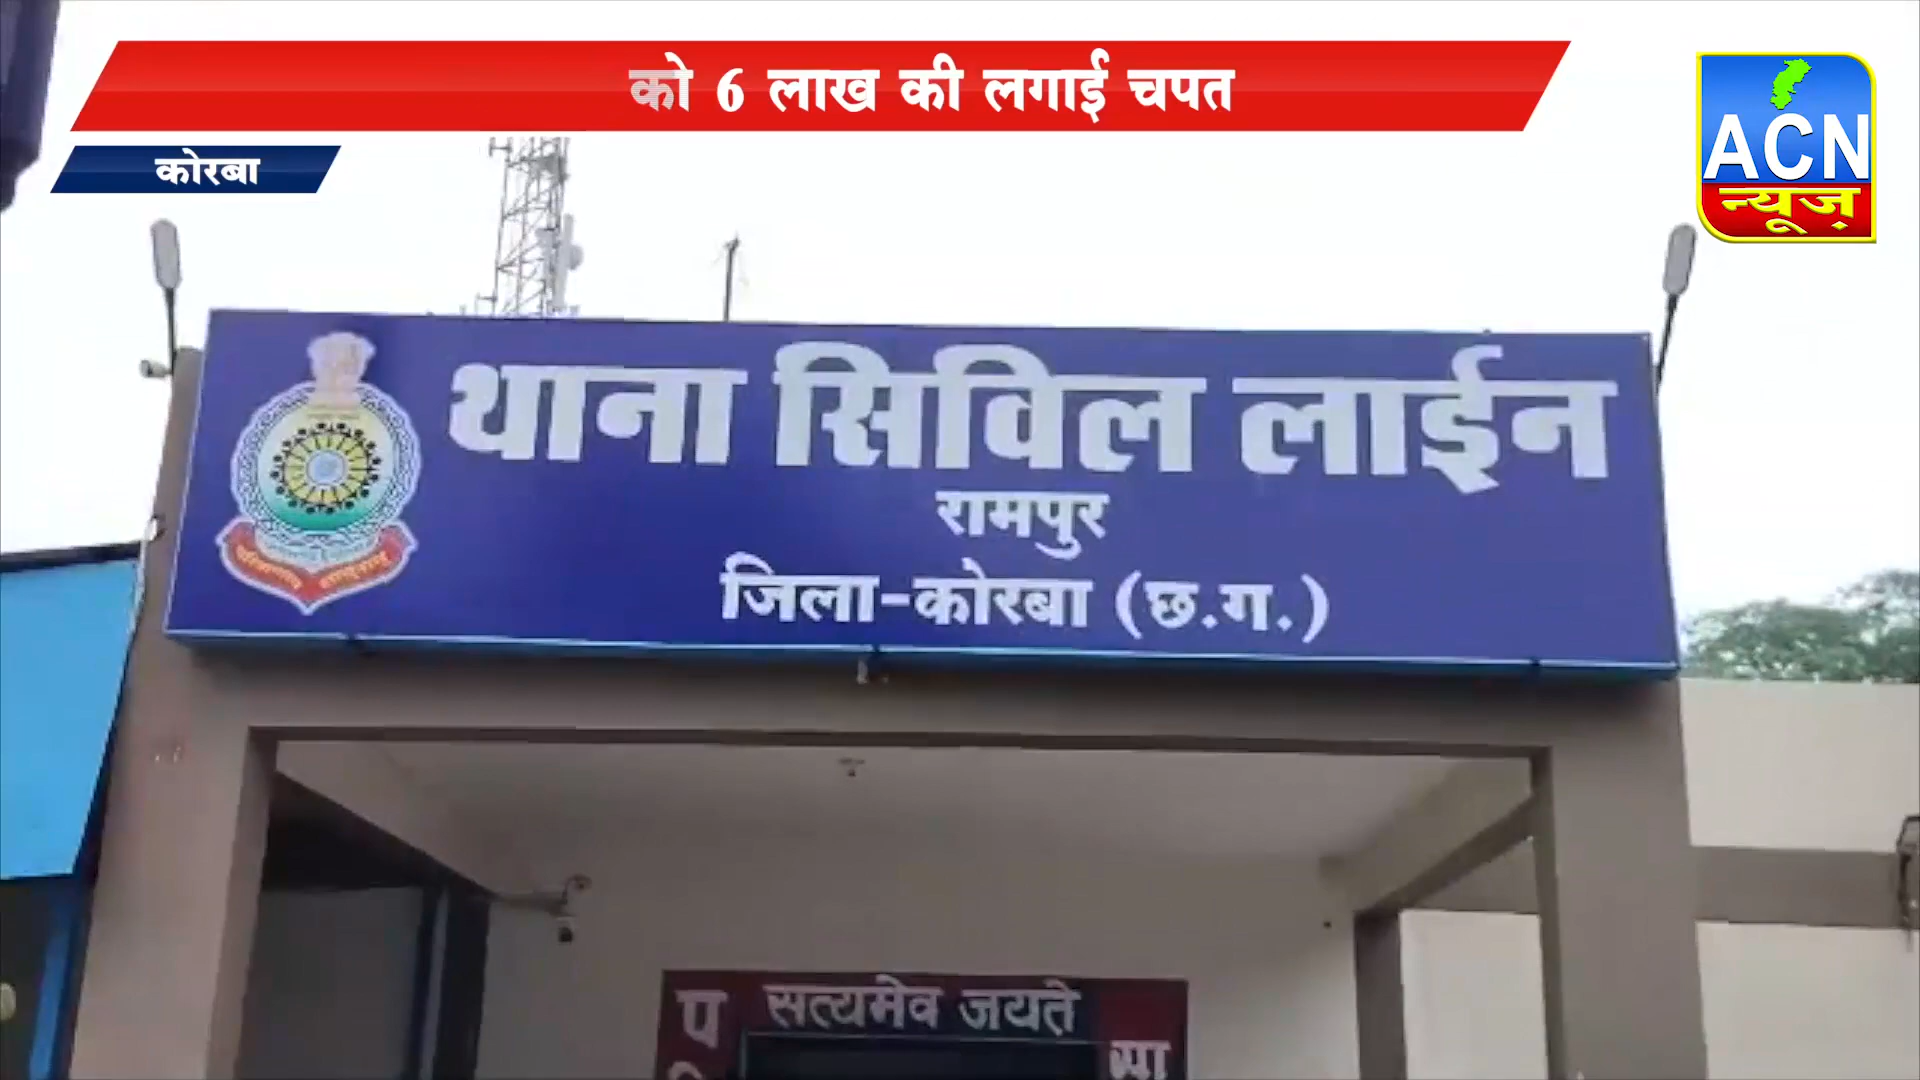 को 6 लाख की लगाई चपत
कोरबा
ACN
न्यूज़
थाना सिविल लाईन
रामपुर
जिला-कोरबा (छ.ग.)
सत्यमेव जयते